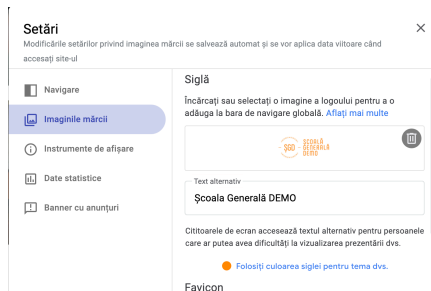 Setări
Modificările setărilor privind imaginea mărcii se salvează automat și se vor aplica data viitoare când
accesați site-ul
Navigare
Imaginile mărcii
Instrumente de afișare
Date statistice
Banner cu anunțuri
Siglă
Încărcați sau selectați o imagine a logoului pentru a o
adăuga la bara de navigare globală. Aflați mai multe
SGD
ȘCOALĂ
GENERALĂ
DEMO
Text alternativ
Școala Generală DEMO
Cititoarele de ecran accesează textul alternativ pentru persoanele
care ar putea avea dificultăți la vizualizarea prezentării dvs.
Folosiți culoarea siglei pentru tema dvs.
Favicon